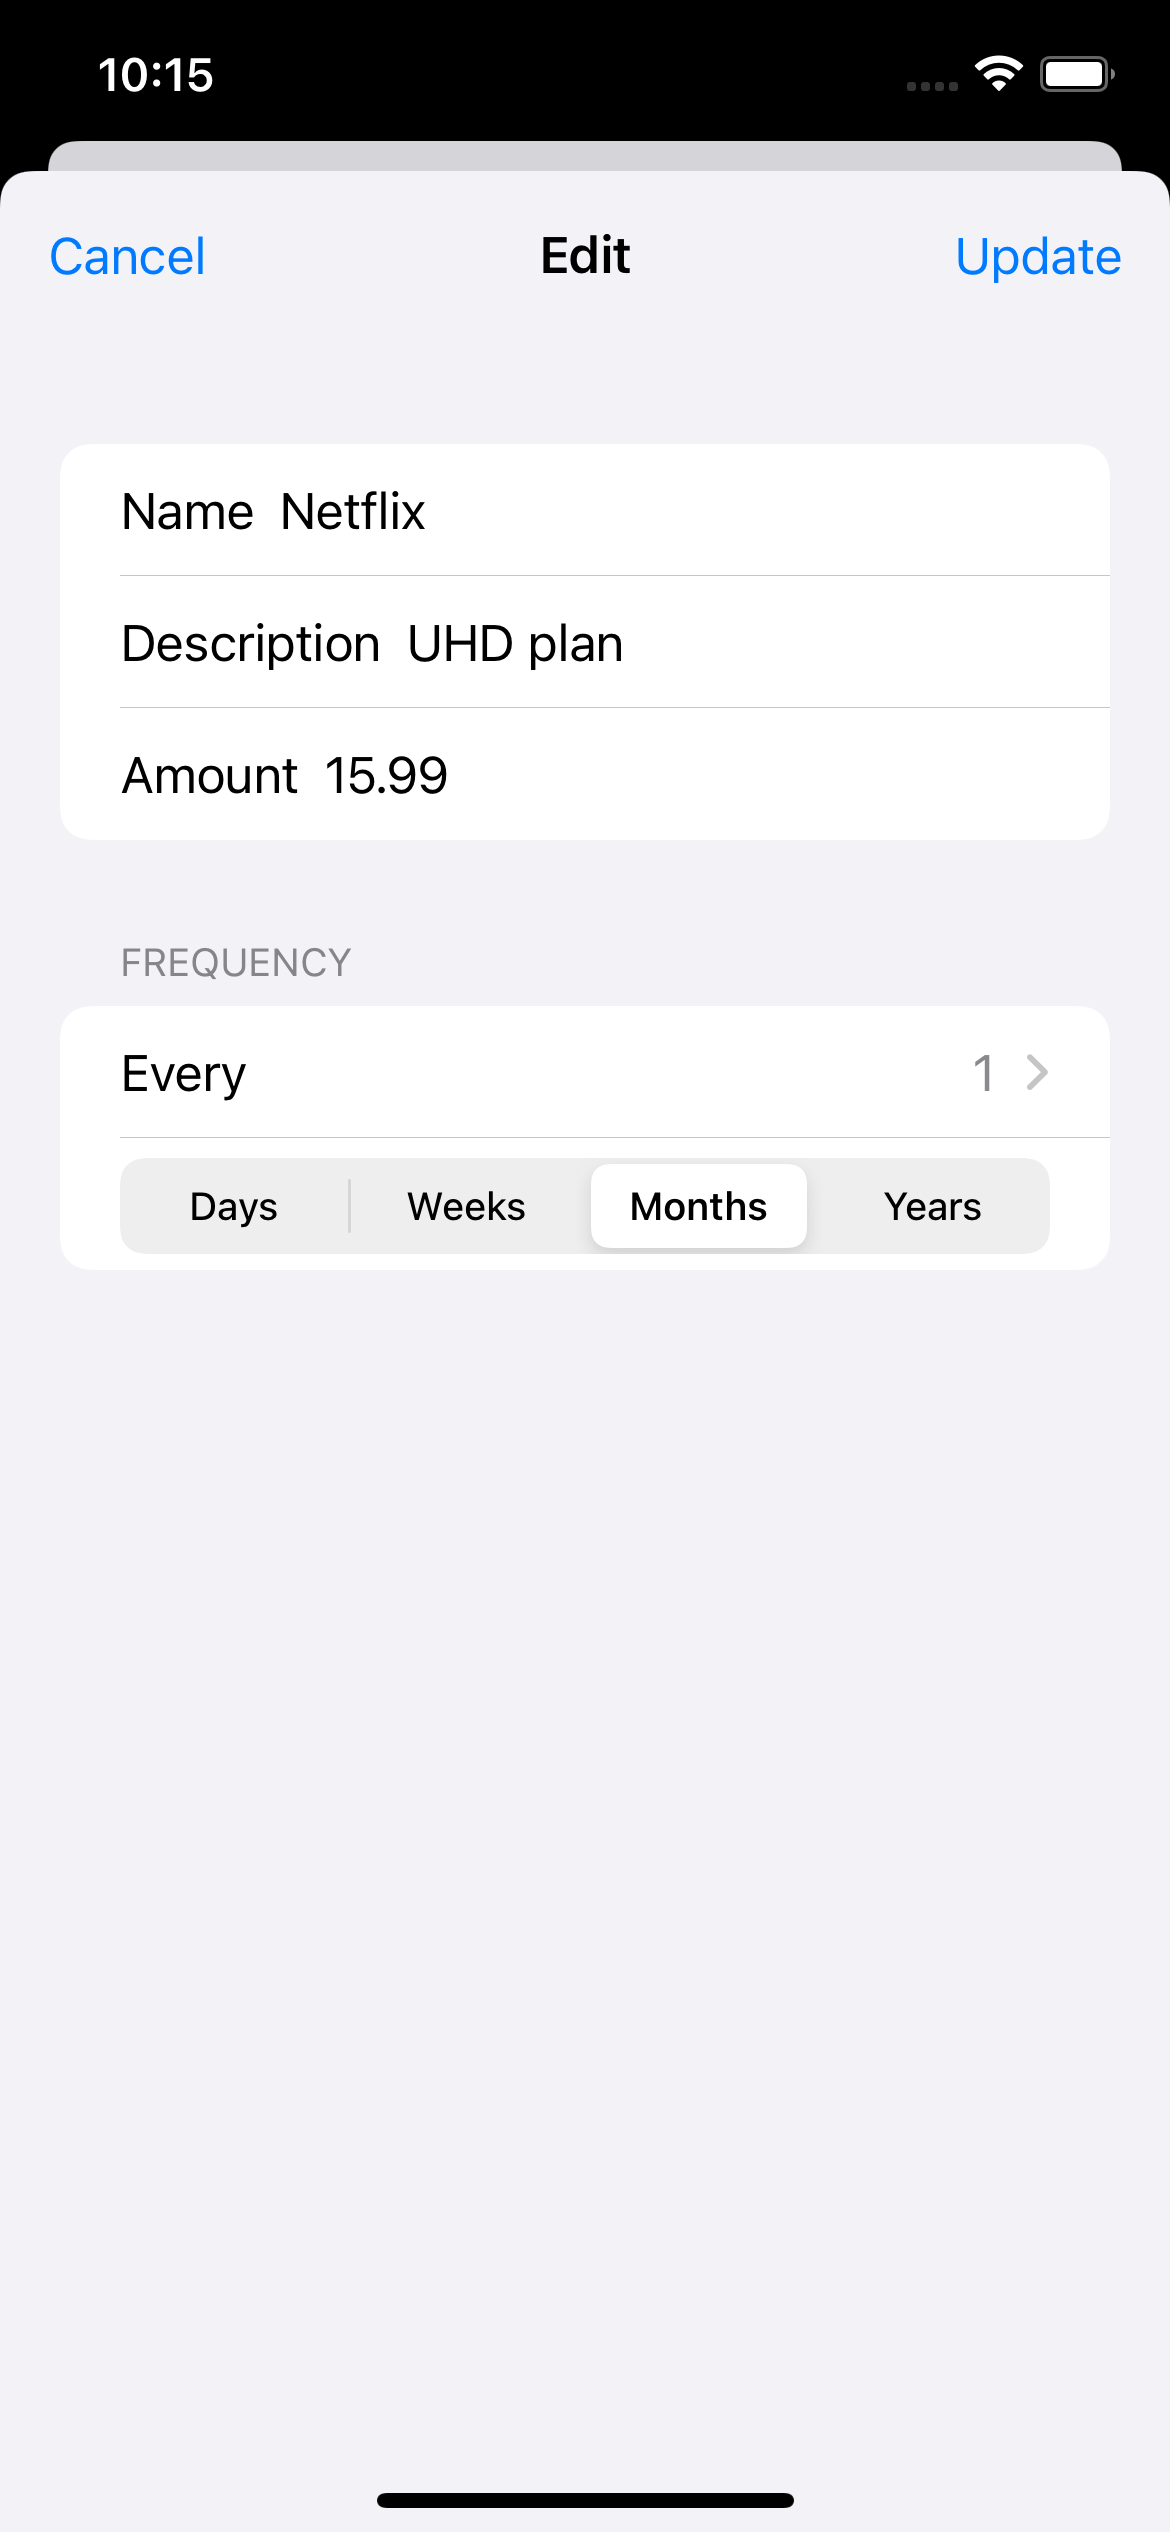 10:15
Cancel Edit Update
Name Netflix
Description UHD plan
Amount 15.99
FREQUENCY
Every 1
Days Weeks Months Years